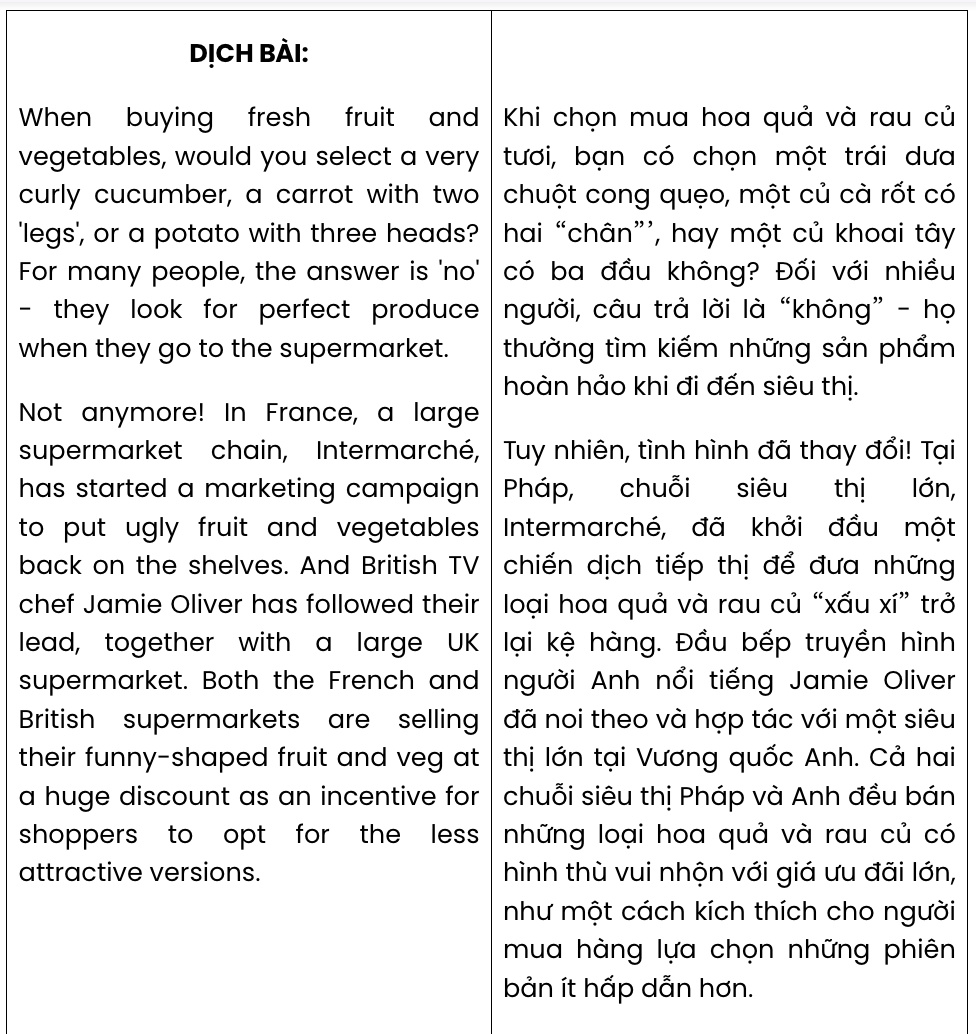 DỊCH BÀI:
When buying fresh fruit and
vegetables, would you select a very
curly cucumber, a carrot with two
'legs', or a potato with three heads?
For many people, the answer is 'no'
- they look for perfect produce
when they go to the supermarket.
Not anymore! In France, a large
supermarket chain, Intermarché,
has started a marketing campaign
to put ugly fruit and vegetables
back on the shelves. And British TV
chef Jamie Oliver has followed their
lead, together with a large UK
supermarket. Both the French and
British supermarkets are selling
their funny-shaped fruit and veg at
a huge discount as an incentive for
shoppers to opt for the less
attractive versions.
Khi chọn mua hoa quả và rau củ
tươi, bạn có chọn một trái dưa
chuột cong quẹo, một củ cà rốt có
hai “chân”’, hay một củ khoai tây
có ba đầu không? Đối với nhiều
người, câu trả lời là “không” - họ
thường tìm kiếm những sản phẩm
hoàn hảo khi đi đến siêu thị.
Tuy nhiên, tình hình đã thay đổi! Tại
Pháp, chuỗi siêu thị lớn,
Intermarché, đã khởi đầu một
chiến dịch tiếp thị để đưa những
loại hoa quả và rau củ “xấu xí” trở
lại kệ hàng. Đầu bếp truyền hình
người Anh nổi tiếng Jamie Oliver
đã noi theo và hợp tác với một siêu
thị lớn tại Vương quốc Anh. Cả hai
chuỗi siêu thị Pháp và Anh đều bán
những loại hoa quả và rau củ có
hình thù vui nhộn với giá ưu đãi lớn,
như một cách kích thích cho người
mua hàng lựa chọn những phiên
bản ít hấp dẫn hơn.